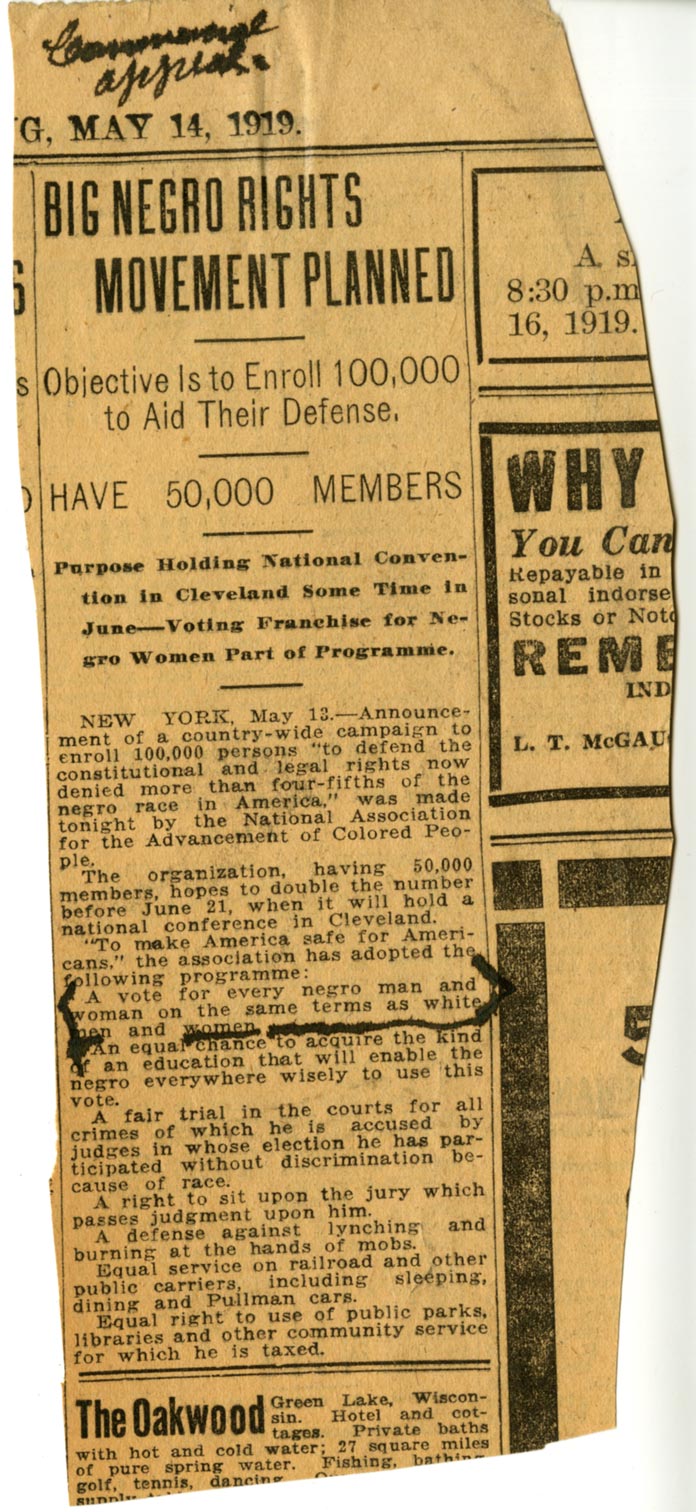 Commercial
appeal.
G, MAY 14, 1919.
BIG NEGRO RIGHTS
MOVEMENT PLANNED
Objective Is to Enroll 100,000
to Aid Their Defense.
HAVE 50,000 MEMBERS
Purpose Holding National Conven-
tion in Cleveland Some Time in
June—Voting Franchise for Ne-
gro Women Part of Programme.
NEW YORK, May 13.—Announce-
ment of a country-wide campaign to
enroll 100,000 persons "to defend the
constitutional and legal rights now
denied more than four-fifths of the
negro race in America," was made
tonight by the National Association
for the Advancement of Colored Peo-
ple.
The organization, having 50,000
members, hopes to double the number
before June 21, when it will hold a
national conference in Cleveland.
"To make America safe for Ameri-
cans," the association has adopted the
following programme:
A vote for every negro man and
woman on the same terms as white
men and women.
An equal chance to acquire the kind
of an education that will enable the
negro everywhere wisely to use this
vote.
A fair trial in the courts for all
crimes of which he is accused by
judges in whose election he has par-
ticipated without discrimination be-
cause of race.
A right to sit upon the jury which
passes judgment upon him.
A defense against lynching and
burning at the hands of mobs.
Equal service on railroad and other
public carriers, including sleeping,
dining and Pullman cars.
Equal right to use of public parks,
libraries and other community service
for which he is taxed.
The Oakwood
Green Lake, Wiscon-
sin. Hotel and cot-
tages. Private baths
with hot and cold water; 27 square miles
of pure spring water. Fishing, bathing,
golf, tennis, dancing.
supply
A s
8:30 p.m
16, 1919.
WHY
You Can
Repayable in
sonal indorse
Stocks or Note
REME
IND
L. T. McGAU
5